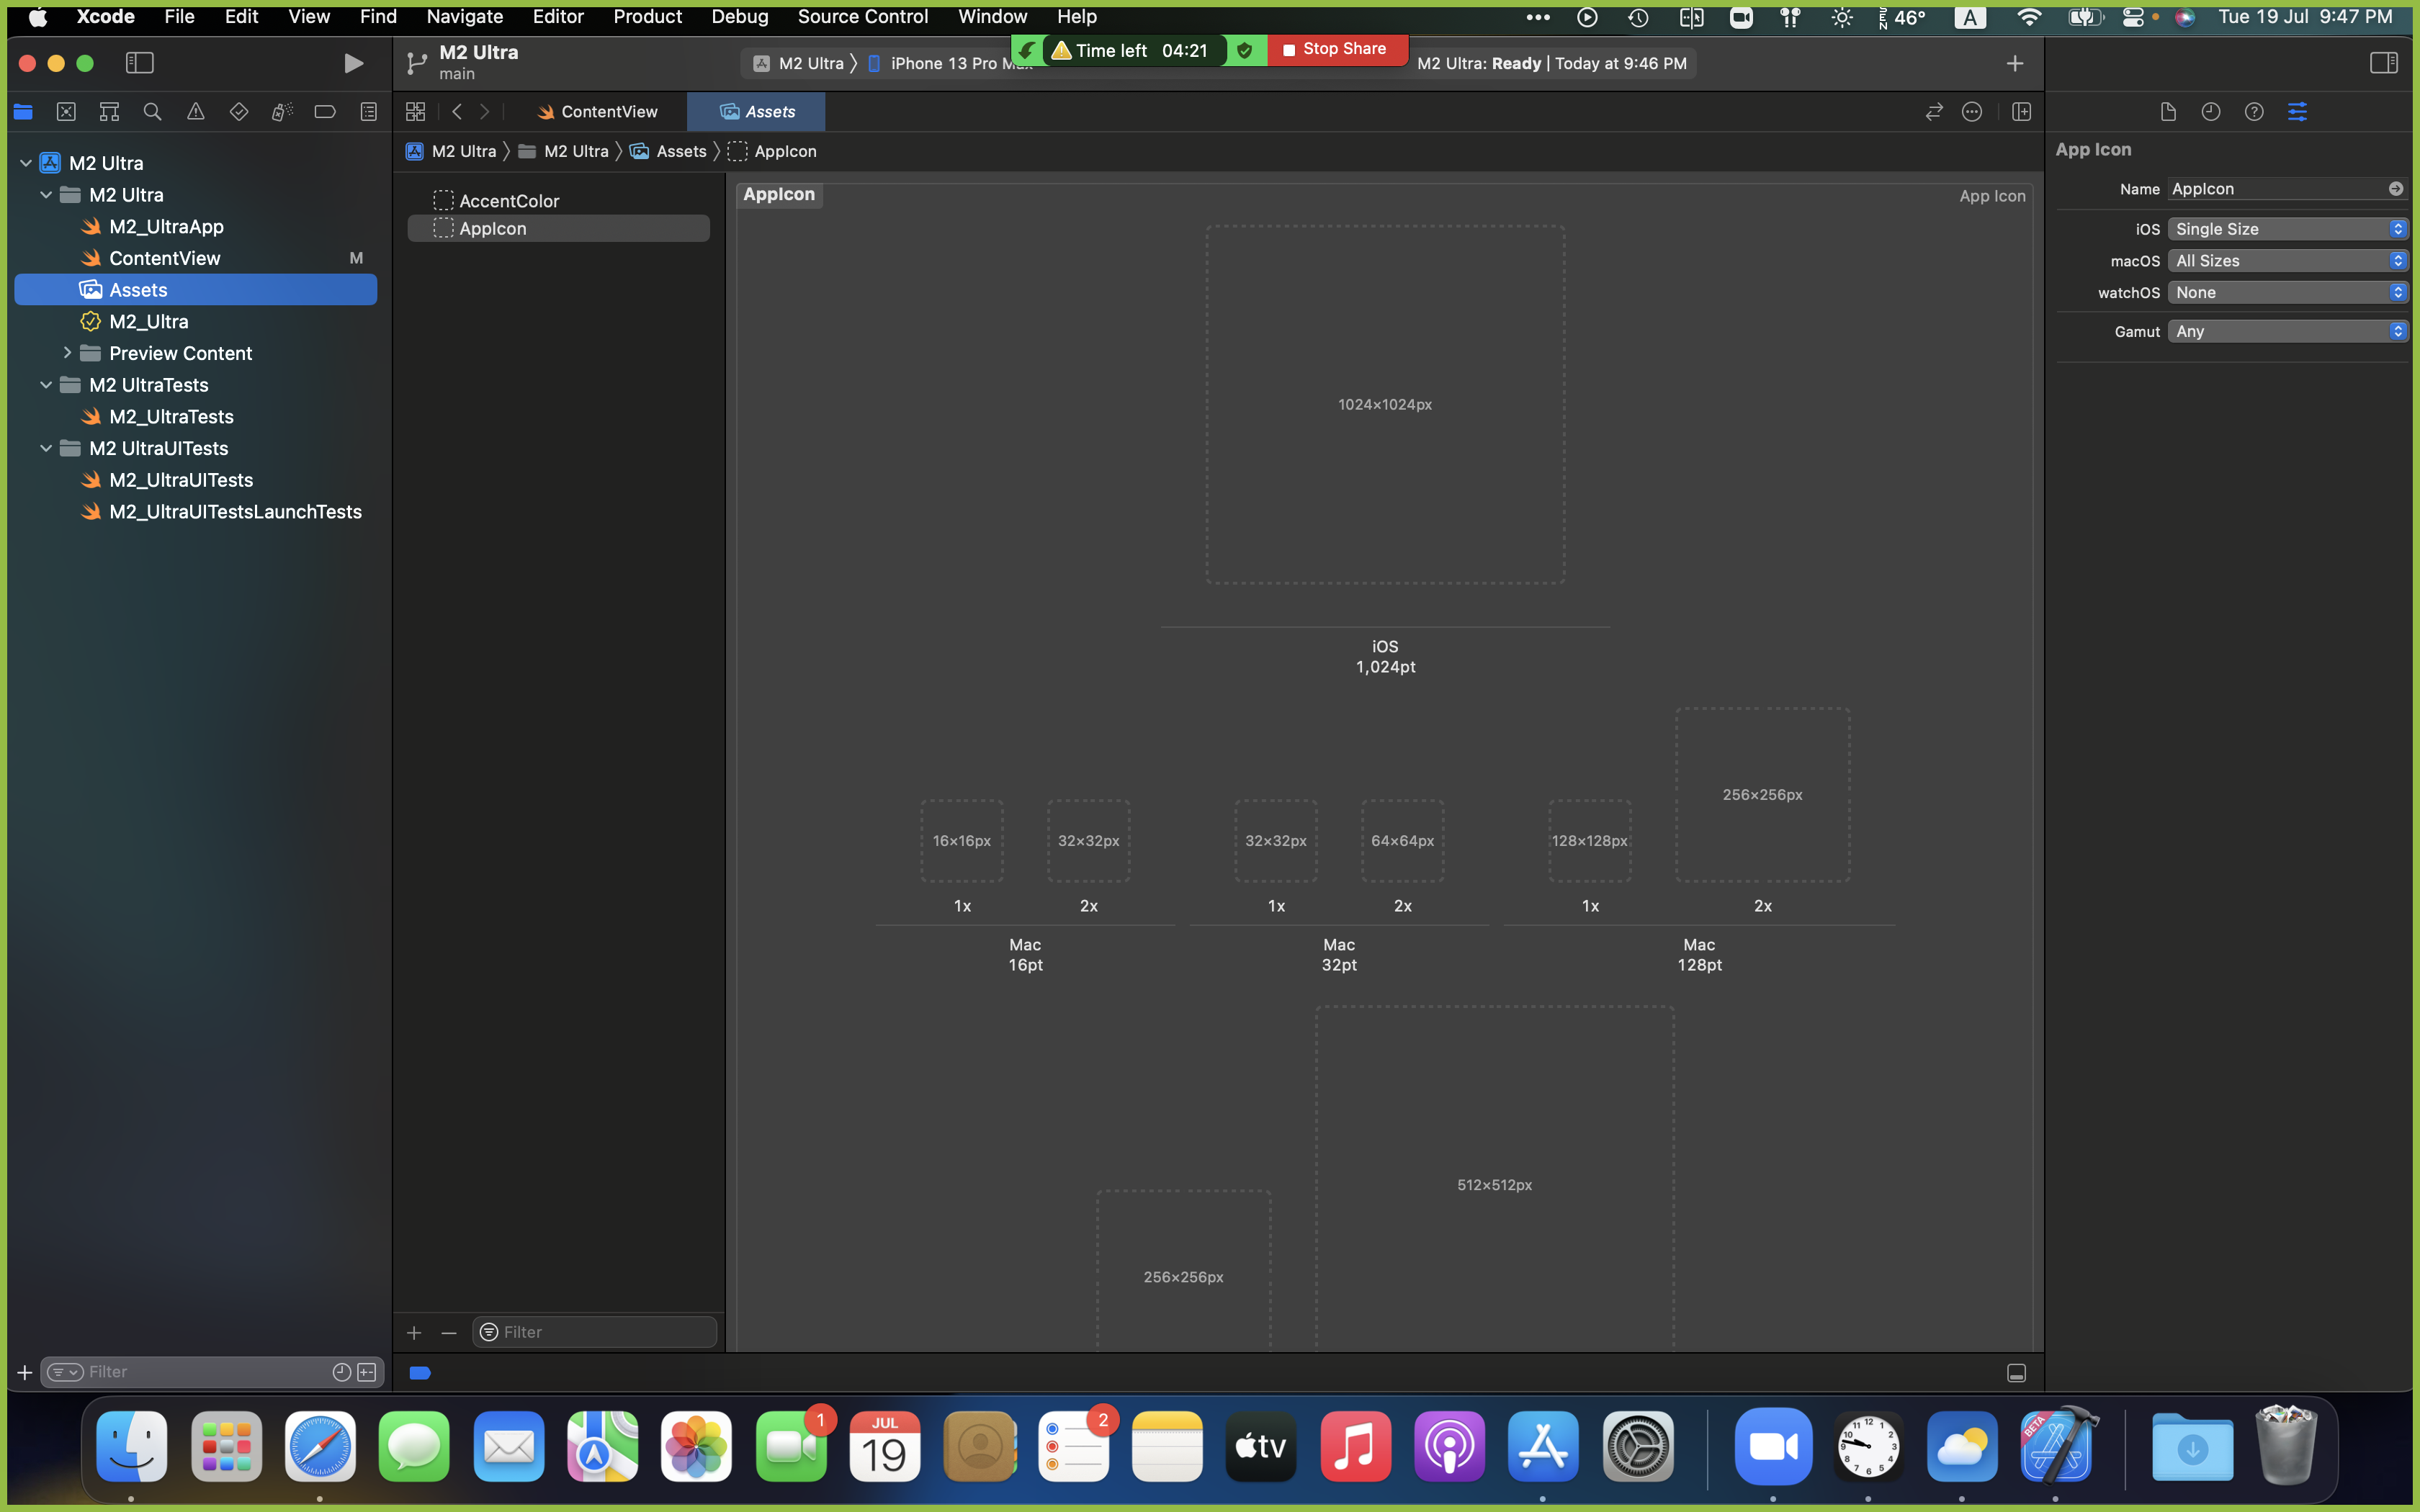 Xcode File Edit View Find Navigate Editor Product Debug Source Control Window Help
46° A Tue 19 Jul 9:47 PM
Time left 04:21 Stop Share
M2 Ultra
main
M2 Ultra iPhone 13 Pro
M2 Ultra: Ready | Today at 9:46 PM
ContentView Assets
M2 Ultra M2 Ultra Assets AppIcon
M2 Ultra
M2 Ultra
M2_UltraApp
ContentView M
Assets
M2_Ultra
Preview Content
M2 UltraTests
M2_UltraTests
M2 UltraUITests
M2_UltraUITests
M2_UltraUITestsLaunchTests
Filter
AccentColor
AppIcon
Filter
AppIcon App Icon
1024×1024px
iOS
1,024pt
16×16px 32×32px 32×32px 64×64px 128×128px 256×256px
1x 2x 1x 2x 1x 2x
Mac Mac Mac
16pt 32pt 128pt
512×512px
256×256px
App Icon
Name AppIcon
iOS Single Size
macOS All Sizes
watchOS None
Gamut Any
1
JUL
19
2
tv
BETA